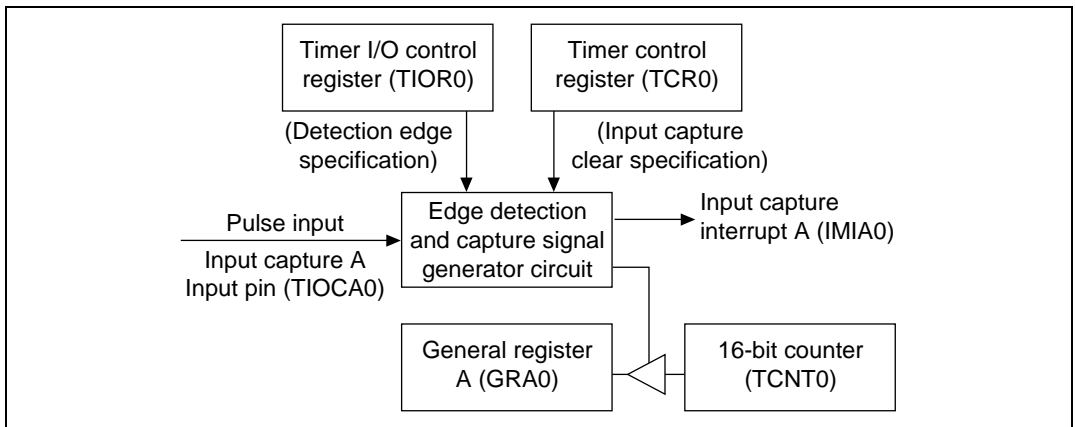 Timer I/O control
register (TIOR0)
Timer control
register (TCR0)
(Detection edge
specification)
(Input capture
clear specification)
Pulse input
Input capture A
Input pin (TIOCA0)
Edge detection
and capture signal
generator circuit
Input capture
interrupt A (IMIA0)
General register
A (GRA0)
16-bit counter
(TCNT0)